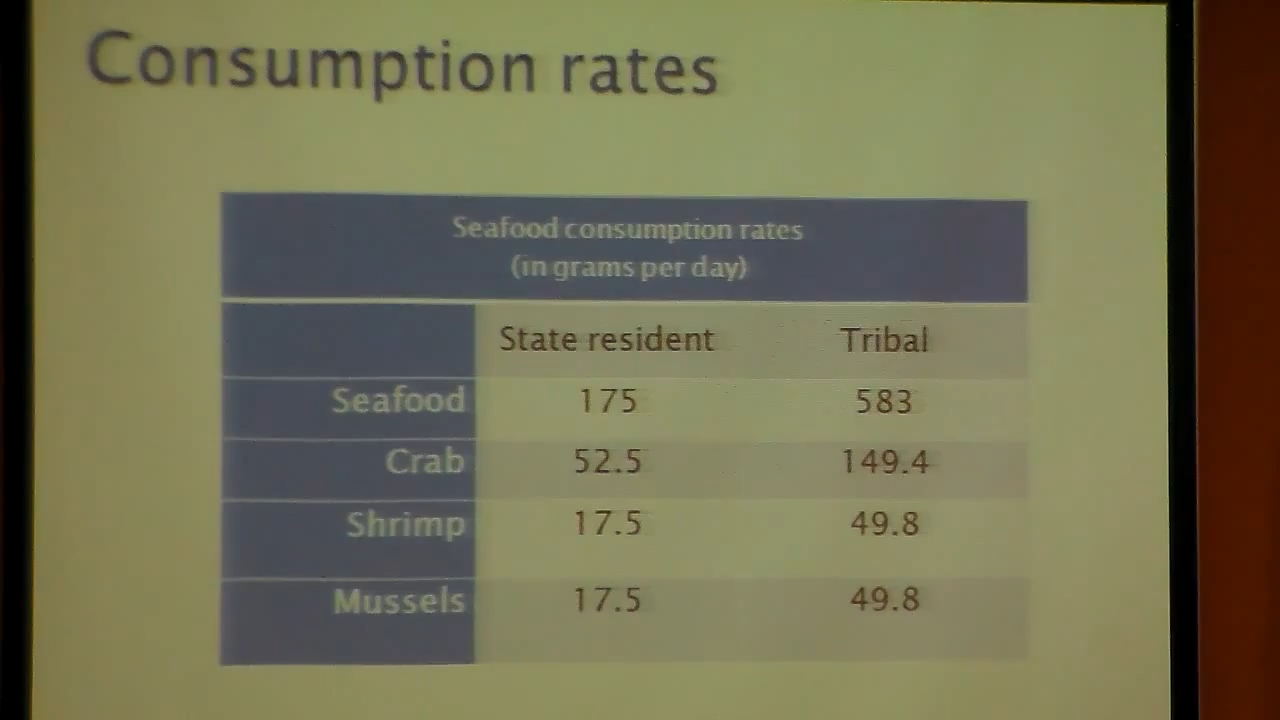 Consumption rates
Seafood consumption rates
(in grams per day)
State resident Tribal
Seafood 175 583
Crab 52.5 149.4
Shrimp 17.5 49.8
Mussels 17.5 49.8